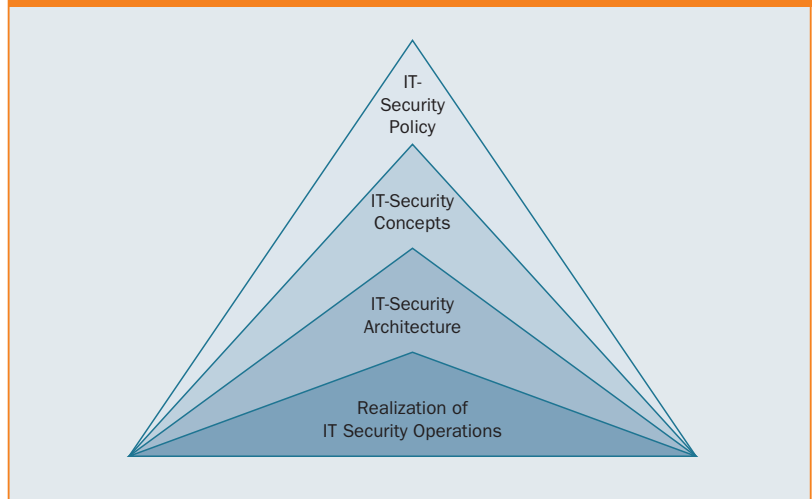 IT-
Security
Policy
IT-Security
Concepts
IT-Security
Architecture
Realization of
IT Security Operations